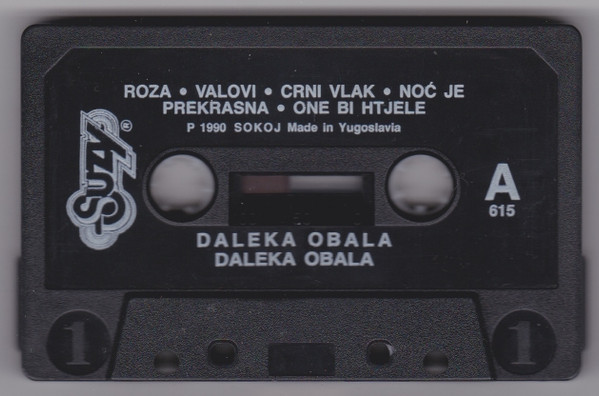 ROZA • VALOVI • CRNI VLAK • NOĆ JE
PREKRASNA • ONE BI HTJELE
P 1990 SOKOJ Made in Yugoslavia
SUZY®
A
615
DALEKA OBALA
DALEKA OBALA
1
1